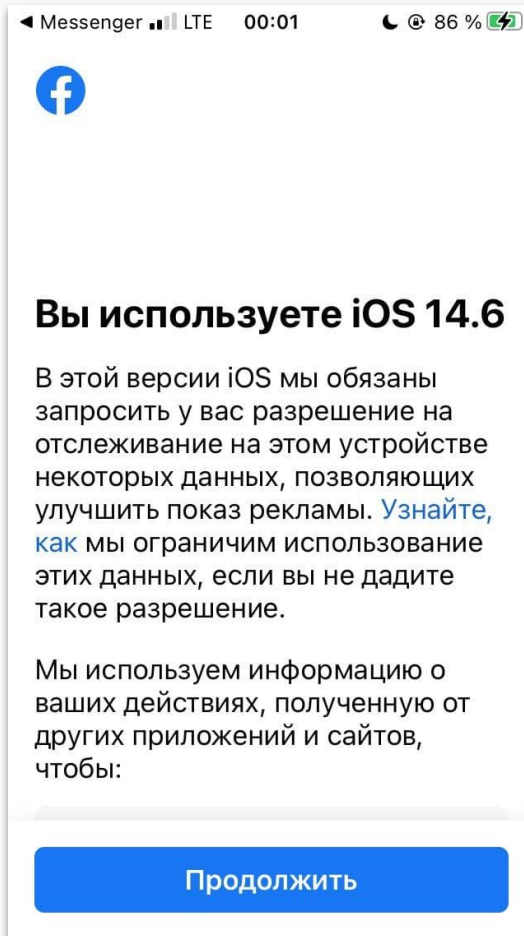 ◀ Messenger LTE 00:01 86 %
Вы используете iOS 14.6
В этой версии iOS мы обязаны
запросить у вас разрешение на
отслеживание на этом устройстве
некоторых данных, позволяющих
улучшить показ рекламы. Узнайте,
как мы ограничим использование
этих данных, если вы не дадите
такое разрешение.
Мы используем информацию о
ваших действиях, полученную от
других приложений и сайтов,
чтобы:
Продолжить